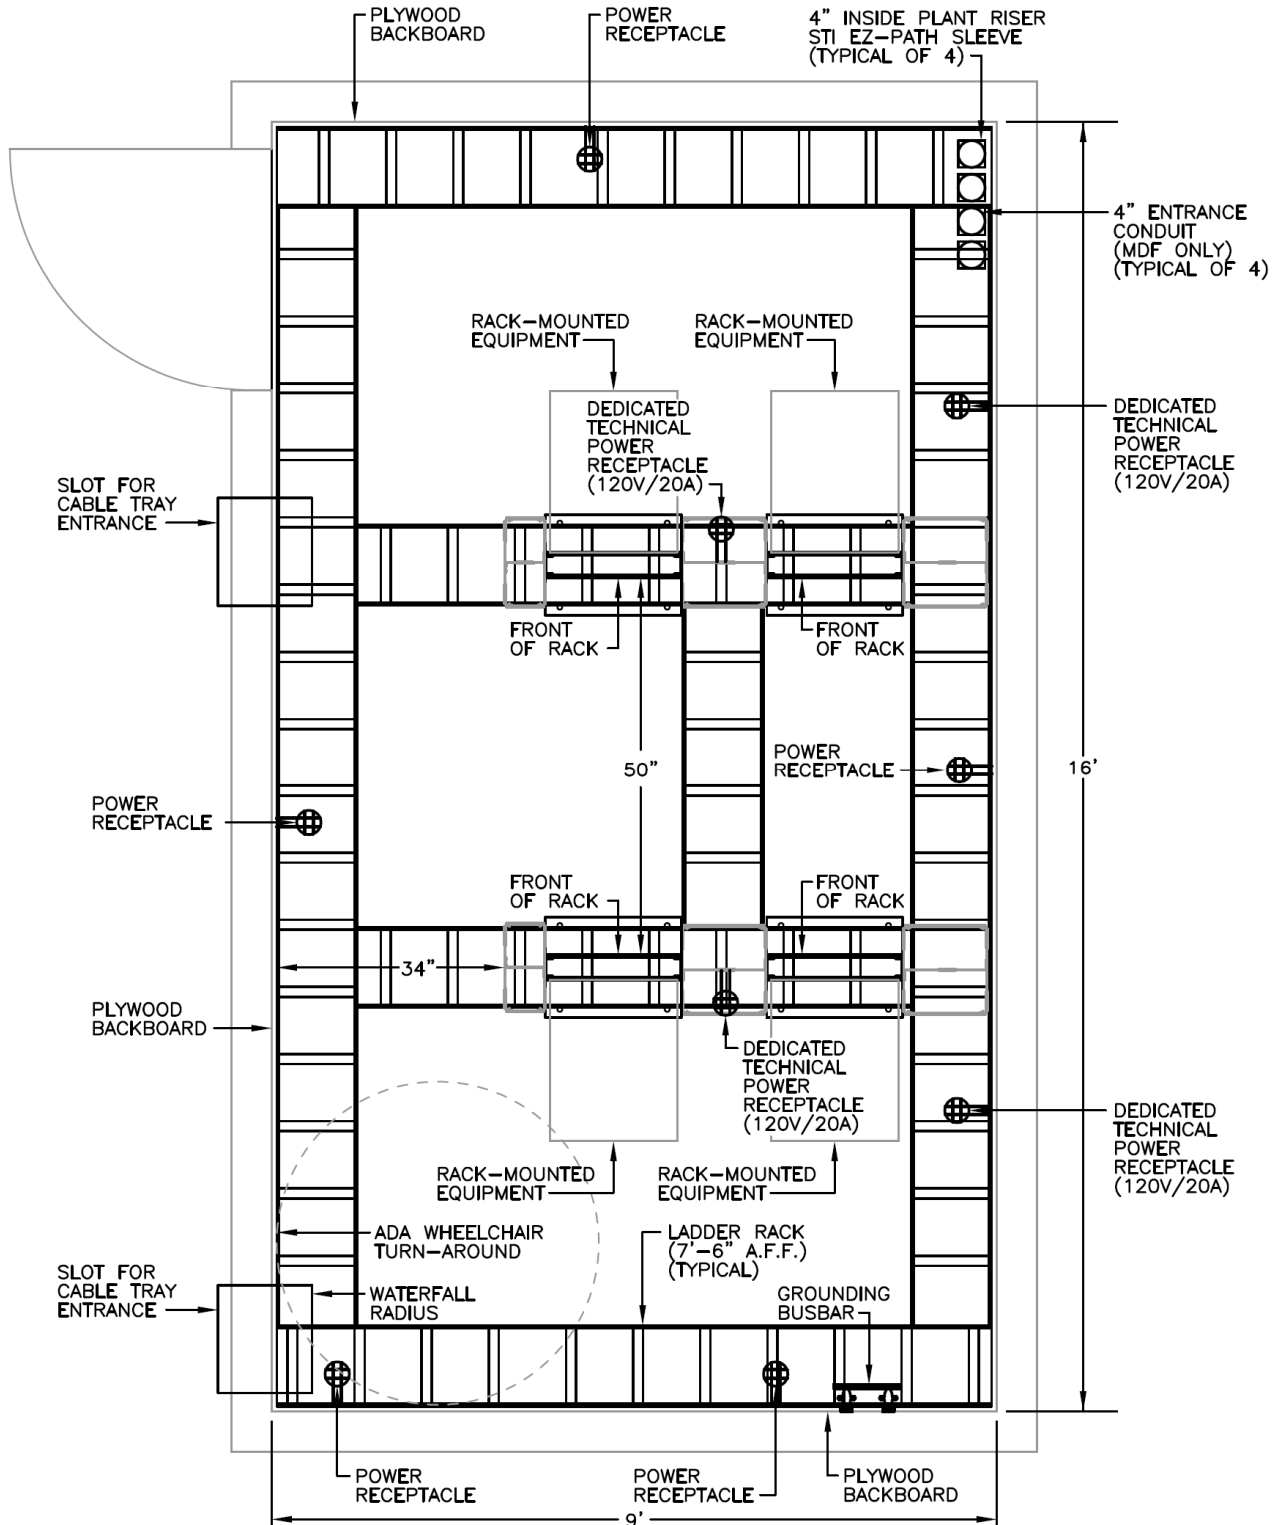 PLYWOOD
BACKBOARD
POWER
RECEPTACLE
4" INSIDE PLANT RISER
STI EZ-PATH SLEEVE
(TYPICAL OF 4)
4" ENTRANCE
CONDUIT
(MDF ONLY)
(TYPICAL OF 4)
RACK-MOUNTED
EQUIPMENT
RACK-MOUNTED
EQUIPMENT
DEDICATED
TECHNICAL
POWER
RECEPTACLE
(120V/20A)
DEDICATED
TECHNICAL
POWER
RECEPTACLE
(120V/20A)
SLOT FOR
CABLE TRAY
ENTRANCE
FRONT
OF RACK
FRONT
OF RACK
50"
POWER
RECEPTACLE
16'
POWER
RECEPTACLE
FRONT
OF RACK
FRONT
OF RACK
34"
PLYWOOD
BACKBOARD
DEDICATED
TECHNICAL
POWER
RECEPTACLE
(120V/20A)
DEDICATED
TECHNICAL
POWER
RECEPTACLE
(120V/20A)
RACK-MOUNTED
EQUIPMENT
RACK-MOUNTED
EQUIPMENT
ADA WHEELCHAIR
TURN-AROUND
LADDER RACK
(7'-6" A.F.F.)
(TYPICAL)
SLOT FOR
CABLE TRAY
ENTRANCE
WATERFALL
RADIUS
GROUNDING
BUSBAR
POWER
RECEPTACLE
POWER
RECEPTACLE
PLYWOOD
BACKBOARD
9'